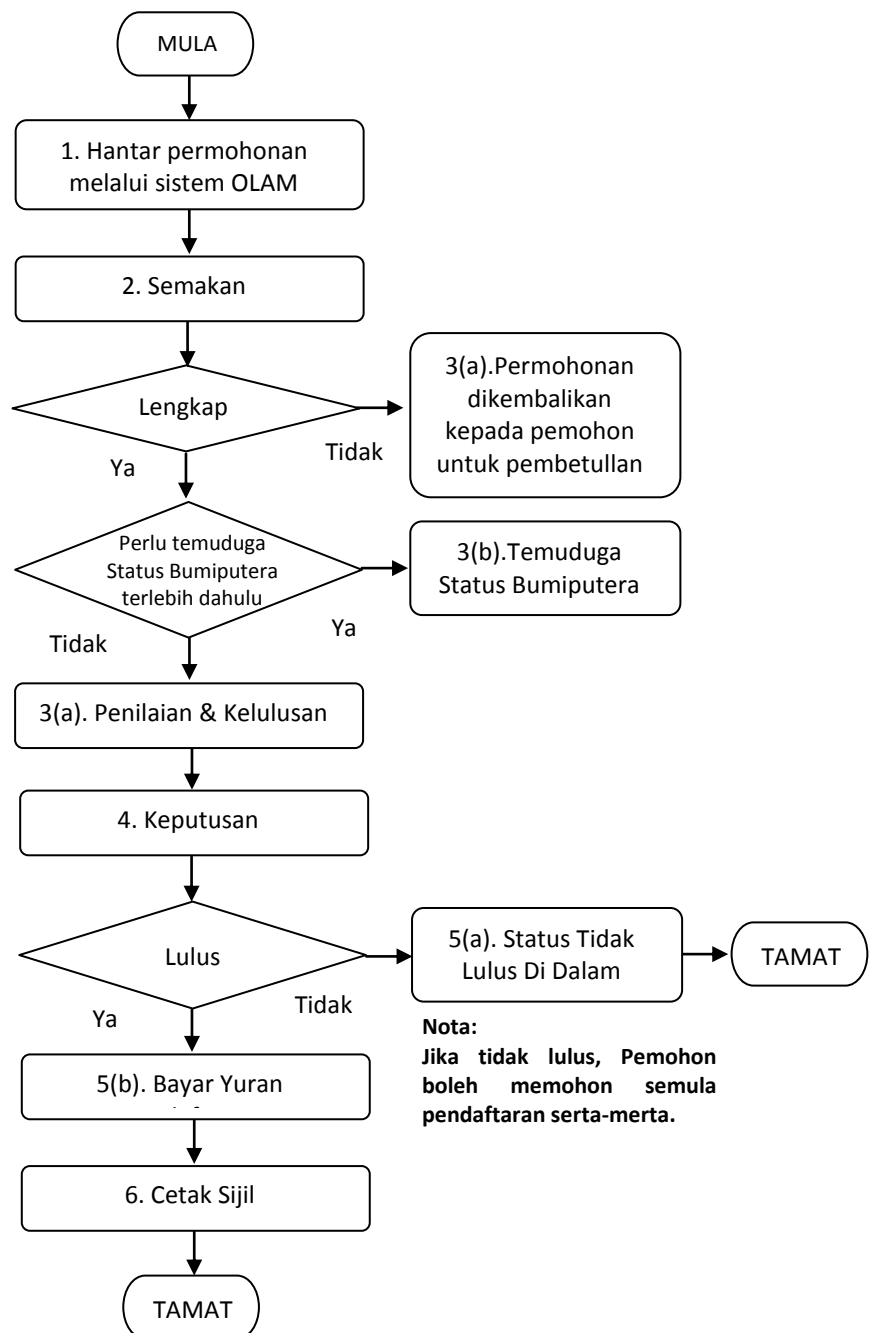 MULA
1. Hantar permohonan
melalui sistem OLAM
2. Semakan
Lengkap
Tidak
Ya
3(a).Permohonan
dikembalikan
kepada pemohon
untuk pembetullan
Perlu temuduga
Status Bumiputera
terlebih dahulu
Ya
Tidak
3(b).Temuduga
Status Bumiputera
3(a). Penilaian & Kelulusan
4. Keputusan
Lulus
Tidak
Ya
5(a). Status Tidak
Lulus Di Dalam
TAMAT
Nota:
Jika tidak lulus, Pemohon
boleh memohon semula
pendaftaran serta-merta.
5(b). Bayar Yuran
6. Cetak Sijil
TAMAT